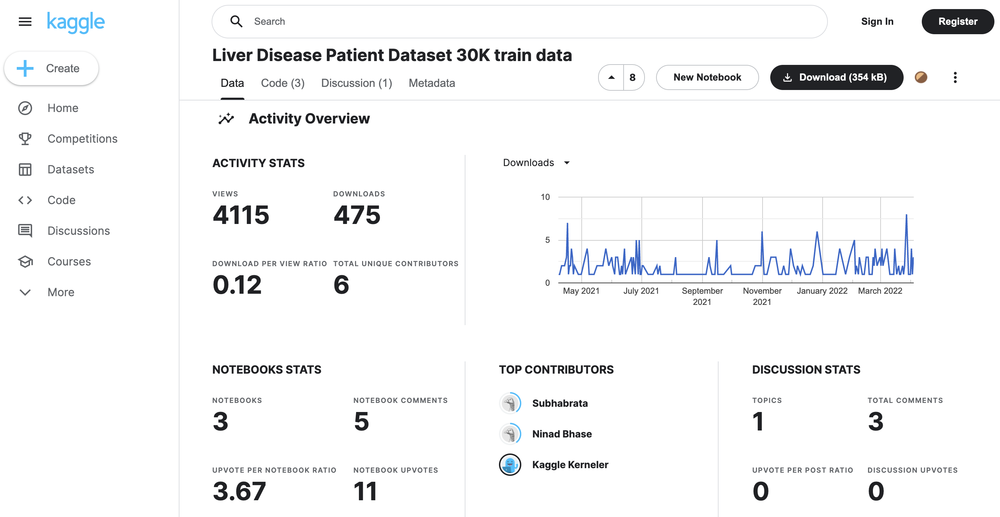 kaggle
Search
Sign In
Register
Create
Home
Competitions
Datasets
Code
Discussions
Courses
More
Liver Disease Patient Dataset 30K train data
Data
Code (3)
Discussion (1)
Metadata
8
New Notebook
Download (354 kB)
Activity Overview
ACTIVITY STATS
VIEWS
4115
DOWNLOADS
475
DOWNLOAD PER VIEW RATIO
0.12
TOTAL UNIQUE CONTRIBUTORS
6
Downloads
10
5
0
May 2021
July 2021
September
2021
November
2021
January 2022
March 2022
NOTEBOOKS STATS
NOTEBOOKS
3
NOTEBOOK COMMENTS
5
UPVOTE PER NOTEBOOK RATIO
3.67
NOTEBOOK UPVOTES
11
TOP CONTRIBUTORS
Subhabrata
Ninad Bhase
Kaggle Kerneler
DISCUSSION STATS
TOPICS
1
TOTAL COMMENTS
3
UPVOTE PER POST RATIO
0
DISCUSSION UPVOTES
0